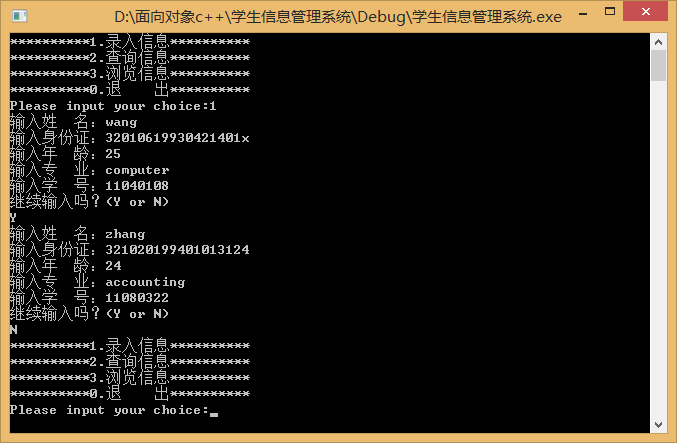 D:\面向对象c++\学生信息管理系统\Debug\学生信息管理系统.exe
**********1.录入信息**********
**********2.查询信息**********
**********3.浏览信息**********
**********0.退    出**********
Please input your choice:1
输入姓  名：wang
输入身份证：32010619930421401x
输入年  龄：25
输入专  业：computer
输入学  号：11040108
继续输入吗？(Y or N)
Y
输入姓  名：zhang
输入身份证：321020199401013124
输入年  龄：24
输入专  业：accounting
输入学  号：11080322
继续输入吗？(Y or N)
N
**********1.录入信息**********
**********2.查询信息**********
**********3.浏览信息**********
**********0.退    出**********
Please input your choice: